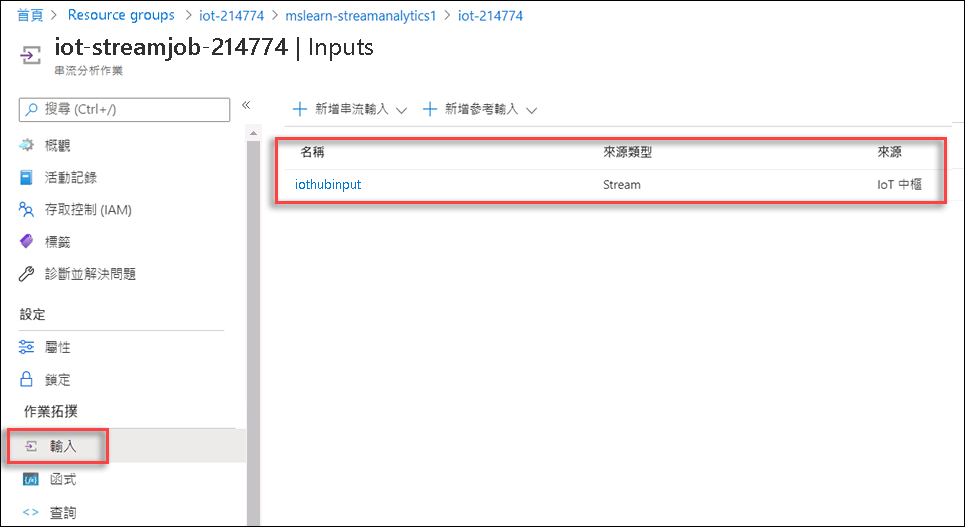 首頁 > Resource groups > iot-214774 > mslearn-streamanalytics1 > iot-214774
iot-streamjob-214774 | Inputs
串流分析作業
搜尋 (Ctrl+/)
«
+ 新增串流輸入
+ 新增參考輸入
概觀
活動記錄
存取控制 (IAM)
標籤
診斷並解決問題
設定
屬性
鎖定
作業拓撲
輸入
函式
查詢
名稱 來源類型 來源
iothubinput Stream IoT 中樞